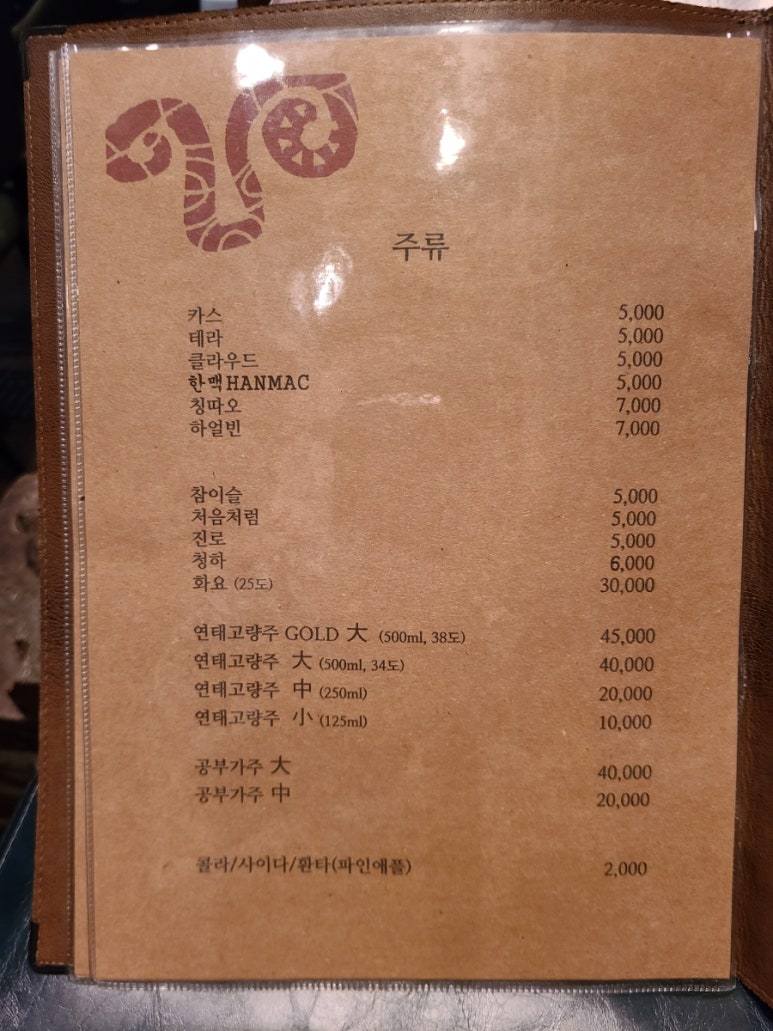 주류
카스 5,000
테라 5,000
클라우드 5,000
한맥HANMAC 5,000
칭따오 7,000
하얼빈 7,000
참이슬 5,000
처음처럼 5,000
진로 5,000
청하 6,000
화요 (25도) 30,000
연태고량주 GOLD 大 (500ml, 38도) 45,000
연태고량주 大 (500ml, 34도) 40,000
연태고량주 中 (250ml) 20,000
연태고량주 小 (125ml) 10,000
공부가주 大 40,000
공부가주 中 20,000
콜라/사이다/환타(파인애플) 2,000